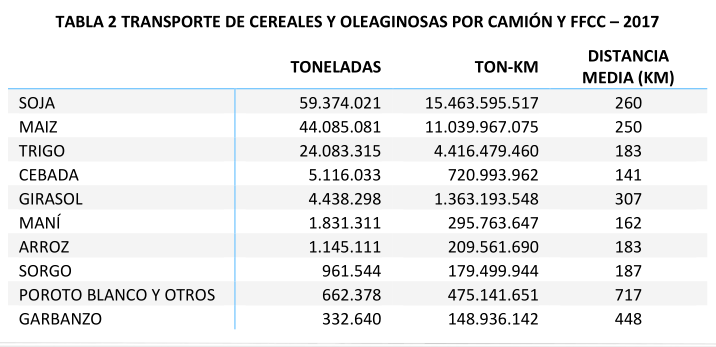 TABLA 2 TRANSPORTE DE CEREALES Y OLEAGINOSAS POR CAMIÓN Y FFCC – 2017
TONELADAS TON-KM DISTANCIA MEDIA (KM)
SOJA 59.374.021 15.463.595.517 260
MAIZ 44.085.081 11.039.967.075 250
TRIGO 24.083.315 4.416.479.460 183
CEBADA 5.116.033 720.993.962 141
GIRASOL 4.438.298 1.363.193.548 307
MANÍ 1.831.311 295.763.647 162
ARROZ 1.145.111 209.561.690 183
SORGO 961.544 179.499.944 187
POROTO BLANCO Y OTROS 662.378 475.141.651 717
GARBANZO 332.640 148.936.142 448